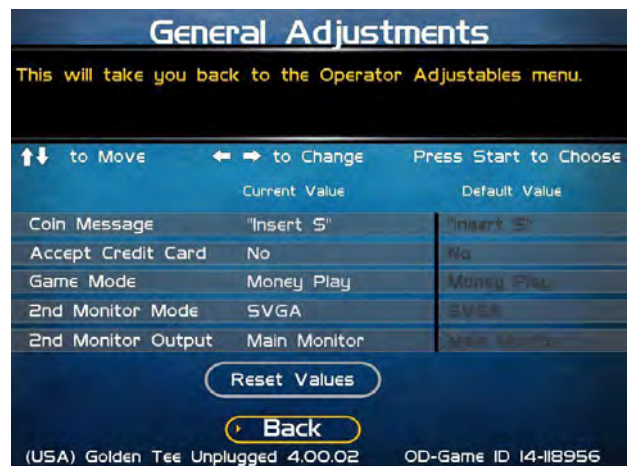 General Adjustments
This will take you back to the Operator Adjustables menu.
to Move to Change Press Start to Choose
Current Value Default Value
Coin Message "Insert S" "Insert S"
Accept Credit Card No No
Game Mode Money Play Money Play
2nd Monitor Mode SVGA SVGA
2nd Monitor Output Main Monitor Main Monitor
Reset Values
Back
(USA) Golden Tee Unplugged 4.00.02 OD-Game ID 14-118956